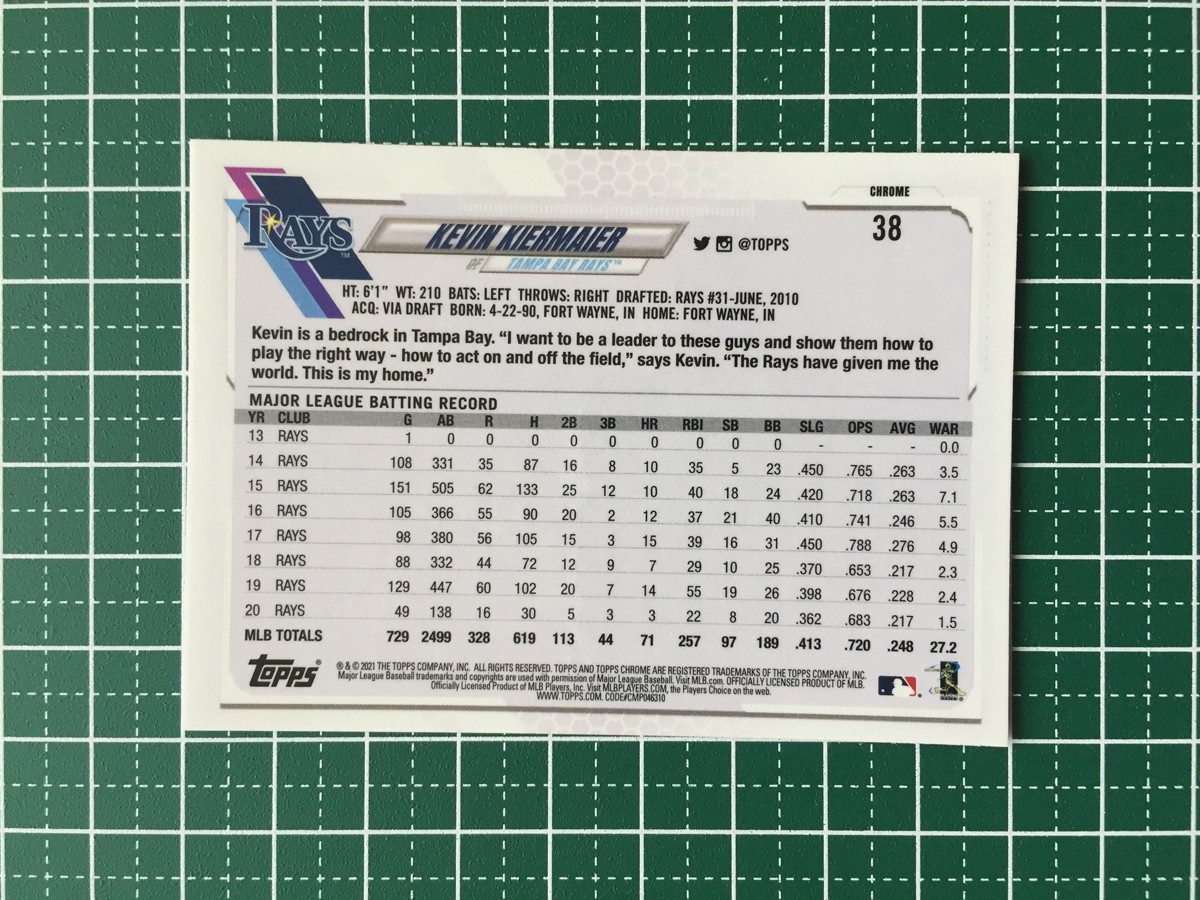 RAYS
TM
KEVIN KIERMAIER
OF TAMPA BAY RAYS™
@TOPPS
CHROME
38
HT: 6'1" WT: 210 BATS: LEFT THROWS: RIGHT DRAFTED: RAYS #31-JUNE, 2010
ACQ: VIA DRAFT BORN: 4-22-90, FORT WAYNE, IN HOME: FORT WAYNE, IN
Kevin is a bedrock in Tampa Bay. “I want to be a leader to these guys and show them how to
play the right way - how to act on and off the field,” says Kevin. “The Rays have given me the
world. This is my home.”
MAJOR LEAGUE BATTING RECORD
YR CLUB G AB R H 2B 3B HR RBI SB BB SLG OPS AVG WAR
13 RAYS 1 0 0 0 0 0 0 0 0 0 - - - 0.0
14 RAYS 108 331 35 87 16 8 10 35 5 23 .450 .765 .263 3.5
15 RAYS 151 505 62 133 25 12 10 40 18 24 .420 .718 .263 7.1
16 RAYS 105 366 55 90 20 2 12 37 21 40 .410 .741 .246 5.5
17 RAYS 98 380 56 105 15 3 15 39 16 31 .450 .788 .276 4.9
18 RAYS 88 332 44 72 12 9 7 29 10 25 .370 .653 .217 2.3
19 RAYS 129 447 60 102 20 7 14 55 19 26 .398 .676 .228 2.4
20 RAYS 49 138 16 30 5 3 3 22 8 20 .362 .683 .217 1.5
MLB TOTALS 729 2499 328 619 113 44 71 257 97 189 .413 .720 .248 27.2
topps®
® & © 2021 THE TOPPS COMPANY, INC. ALL RIGHTS RESERVED. TOPPS AND TOPPS CHROME ARE REGISTERED TRADEMARKS OF THE TOPPS COMPANY, INC.
Major League Baseball trademarks and copyrights are used with permission of Major League Baseball. Visit MLB.com. OFFICIALLY LICENSED PRODUCT OF MLB.
Officially Licensed Product of MLB Players, Inc. Visit MLBPLAYERS.COM, the Players Choice on the web.
WWW.TOPPS.COM. CODE#CMP046310